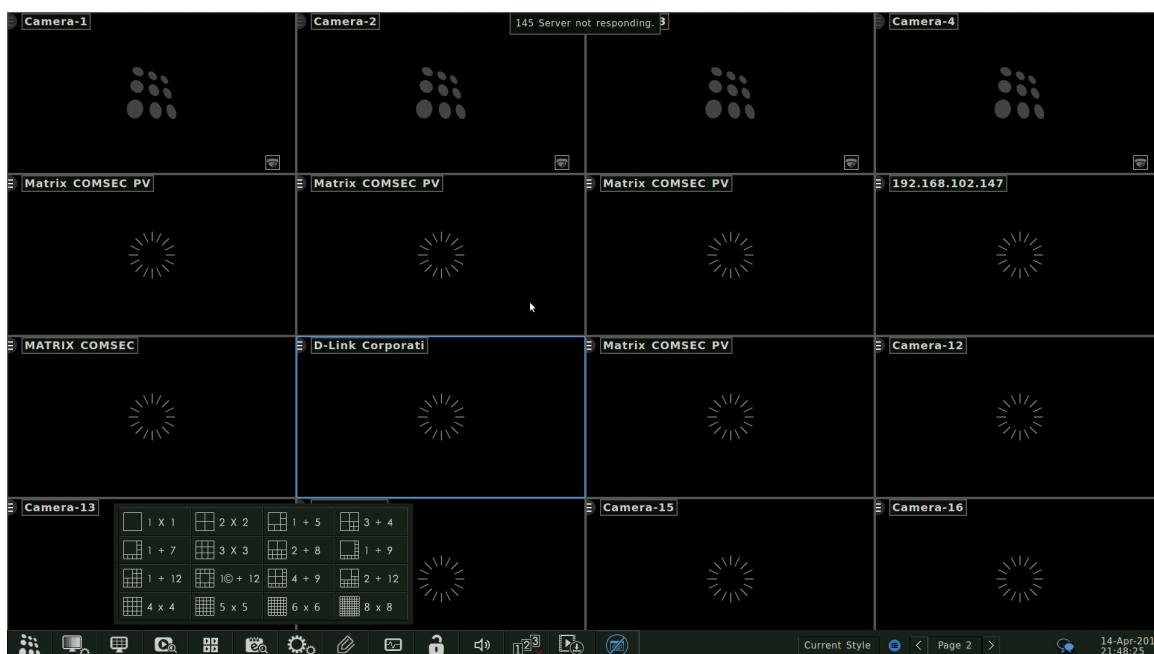 Camera-1
Camera-2
145 Server not responding.
3
Camera-4
Matrix COMSEC PV
Matrix COMSEC PV
Matrix COMSEC PV
192.168.102.147
MATRIX COMSEC
D-Link Corporati
Matrix COMSEC PV
Camera-12
Camera-13
Camera-15
Camera-16
1 X 1
2 X 2
1 + 5
3 + 4
1 + 7
3 X 3
2 + 8
1 + 9
1 + 12
1© + 12
4 + 9
2 + 12
4 x 4
5 x 5
6 x 6
8 x 8
123
Current Style
< Page 2 >
14-Apr-201
21:48:25